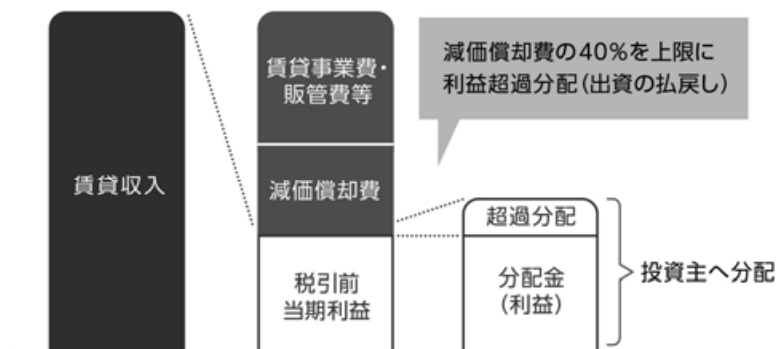 賃貸収入
賃貸事業費・
販管費等
減価償却費
税引前
当期利益
減価償却費の40%を上限に
利益超過分配(出資の払戻し)
超過分配
分配金
(利益)
投資主へ分配